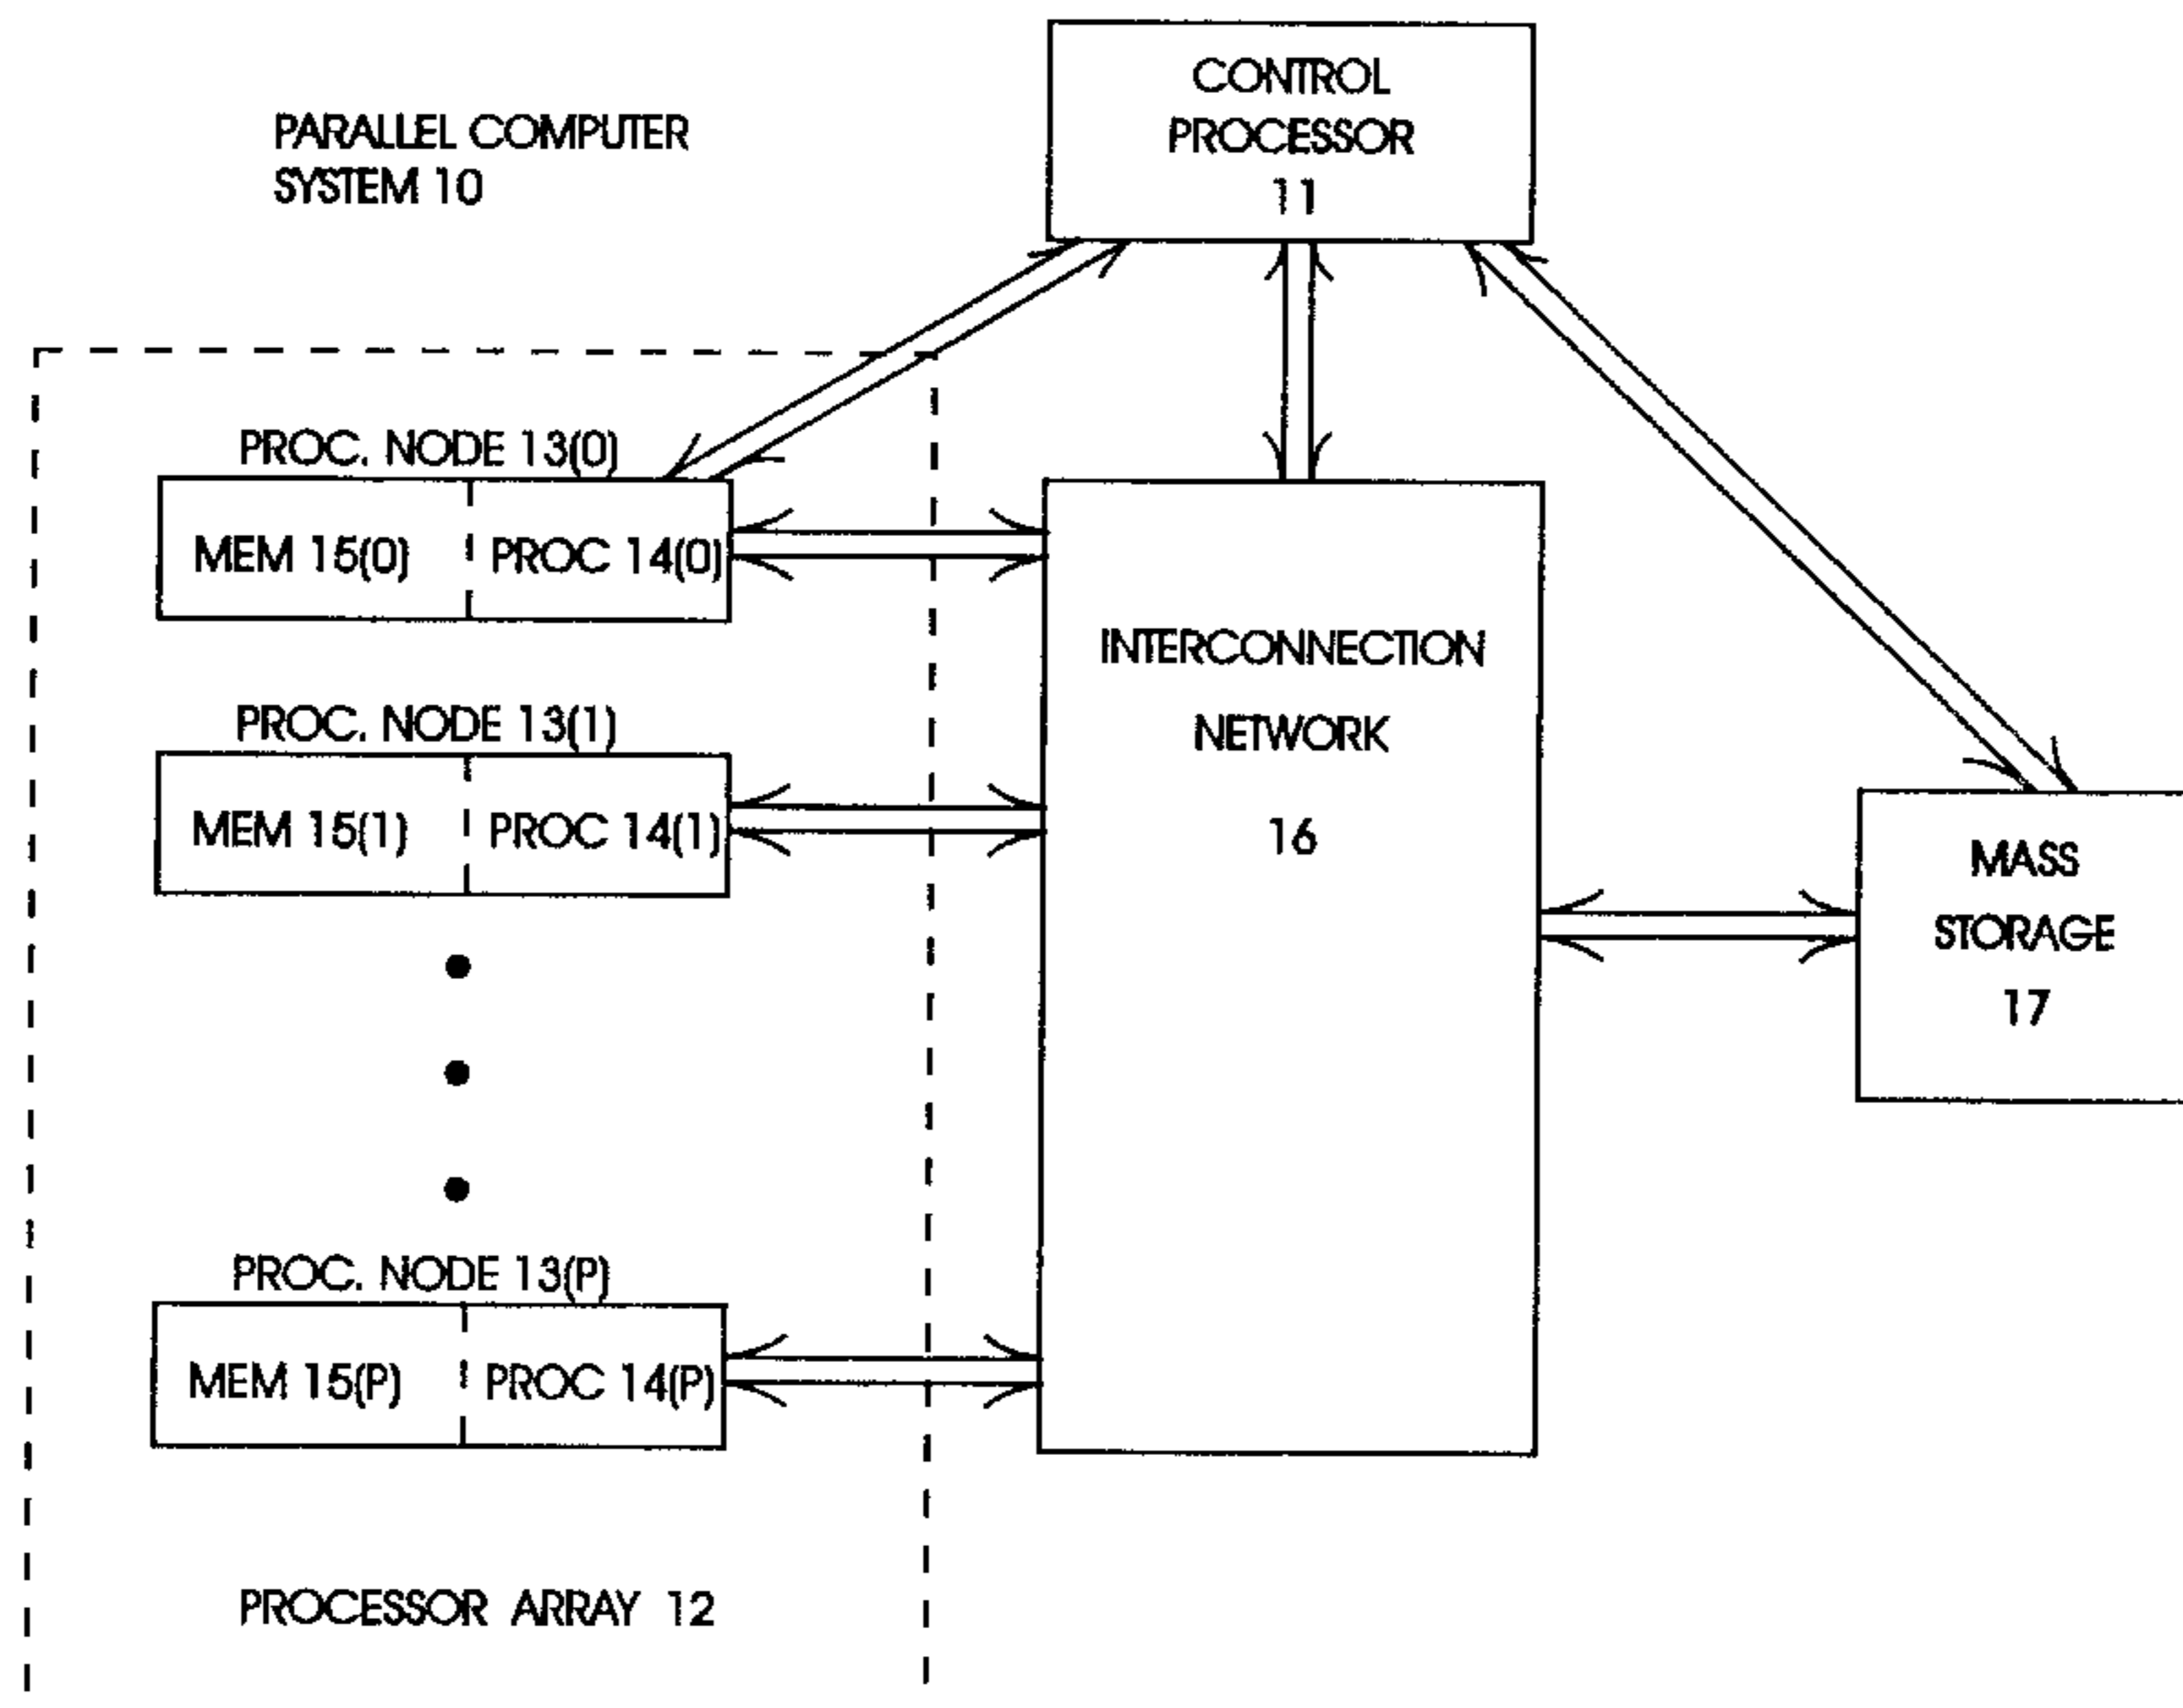 CONTROL
PROCESSOR
11
PARALLEL COMPUTER
SYSTEM 10
PROC. NODE 13(0)
MEM 15(0) PROC 14(0)
INTERCONNECTION
NETWORK
16
PROC. NODE 13(1)
MEM 15(1) PROC 14(1)
MASS
STORAGE
17
PROC. NODE 13(P)
MEM 15(P) PROC 14(P)
PROCESSOR ARRAY 12